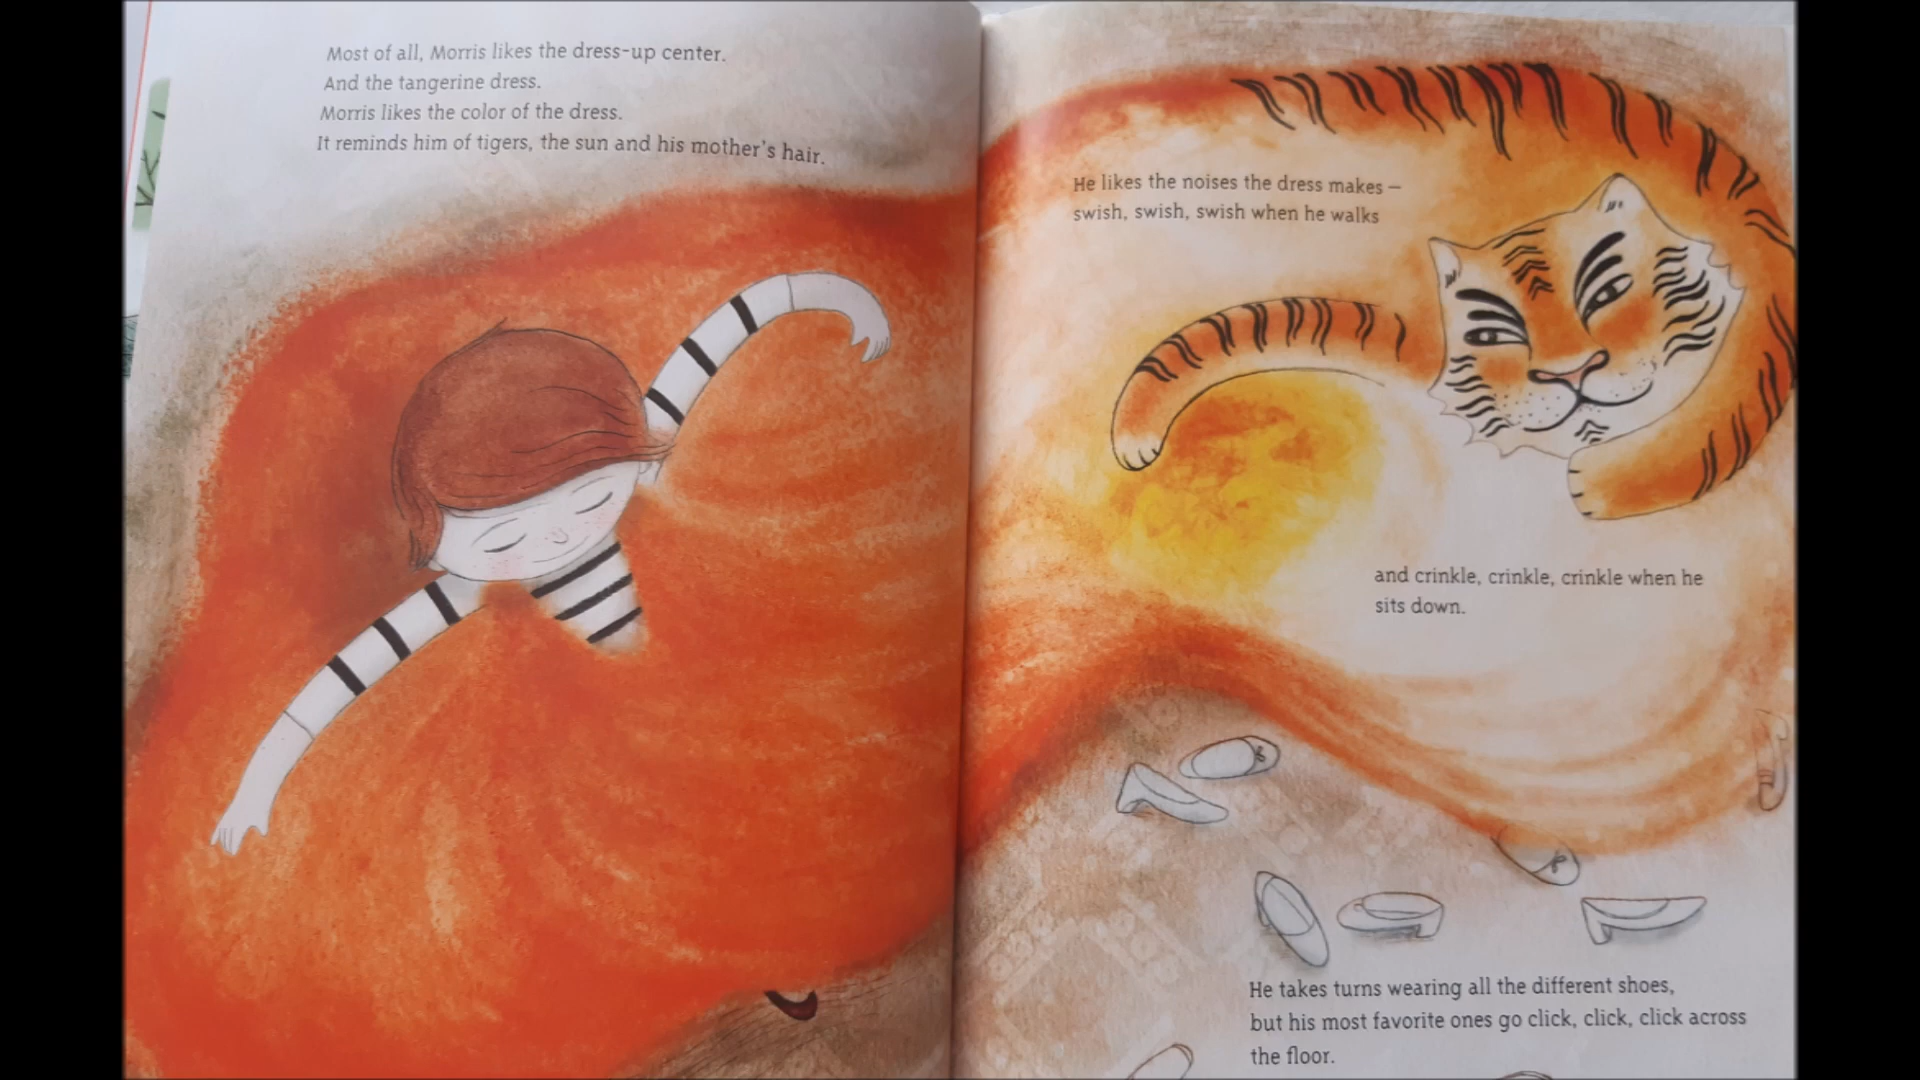 Most of all, Morris likes the dress-up center.
And the tangerine dress.
Morris likes the color of the dress.
It reminds him of tigers, the sun and his mother's hair.
He likes the noises the dress makes —
swish, swish, swish when he walks
and crinkle, crinkle, crinkle when he
sits down.
He takes turns wearing all the different shoes,
but his most favorite ones go click, click, click across
the floor.